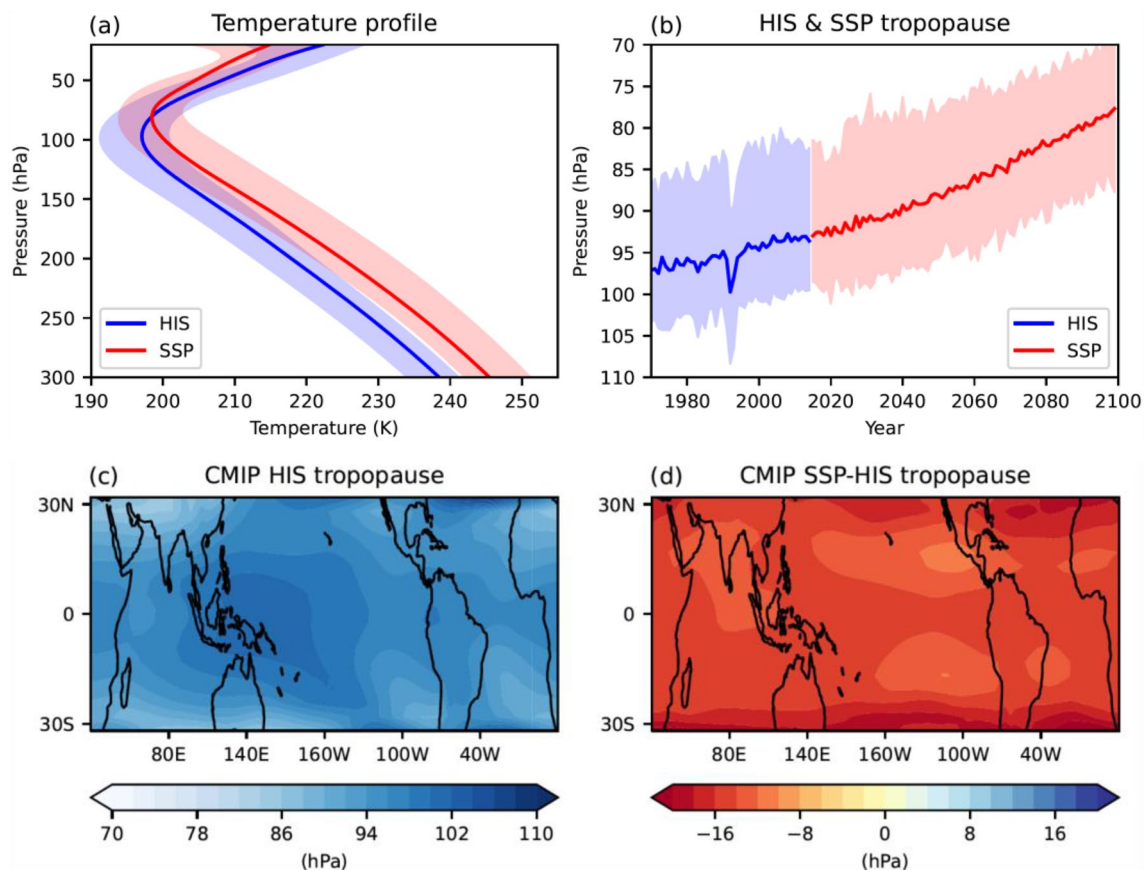 (a) Temperature profile
50
100
150
200
250
300
Pressure (hPa)
HIS
SSP
190 200 210 220 230 240 250
Temperature (K)
(b) HIS & SSP tropopause
70
75
80
85
90
95
100
105
110
Pressure (hPa)
HIS
SSP
1980 2000 2020 2040 2060 2080 2100
Year
(c) CMIP HIS tropopause
30N
0
30S
80E 140E 160W 100W 40W
70 78 86 94 102 110
(hPa)
(d) CMIP SSP-HIS tropopause
30N
0
30S
80E 140E 160W 100W 40W
−16 −8 0 8 16
(hPa)